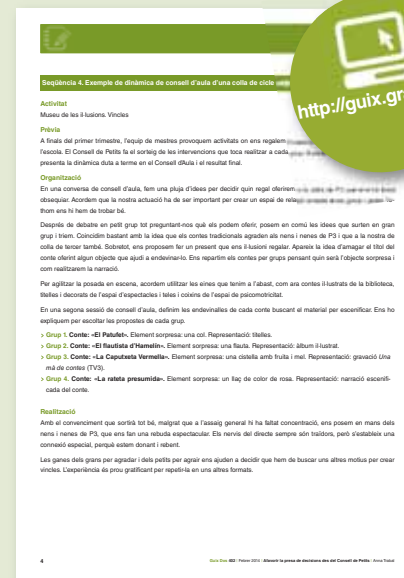 http://guix.gr
Seqüència 4. Exemple de dinàmica de consell d'aula d'una colla de cicle
Activitat
Museu de les il·lusions. Vincles
Prèvia
A finals del primer trimestre, l'equip de mestres provoquem activitats on ens regalem
l'escola. El Consell de Petits fa el sorteig de les intervencions que toca realitzar a cada
presenta la dinàmica duta a terme en el Consell d'Aula i el resultat final.
Organització
En una conversa de consell d'aula, fem una pluja d'idees per decidir quin regal oferirem
obsequiar. Acordem que la nostra actuació ha de ser important per crear un espai de
thom ens hi hem de trobar bé.
Després de debatre en petit grup tot preguntant-nos què els podem oferir, posem en comú les idees que surten en gran
grup i triem. Coincidim bastant amb la idea que els contes tradicionals agraden als nens i nenes de P3 i que a la nostra de
colla de tercer també. Sobretot, ens proposem fer un present que ens il·lusioni regalar. Apareix la idea d'amagar el títol del
conte oferint algun objecte que ajudi a endevinar-lo. Ens repartim els contes per grups pensant quin serà l'objecte sorpresa i
com realitzarem la narració.
Per agilitzar la posada en escena, acordem utilitzar les eines que tenim a l'abast, com ara contes il·lustrats de la biblioteca,
titelles i decorats de l'espai d'espectacles i teles i coixins de l'espai de psicomotricitat.
En una segona sessió de consell d'aula, definim les endevinalles de cada conte buscant el material per escenificar. Ens ho
expliquem per escoltar les propostes de cada grup.
> Grup 1. Conte: «El Patufet». Element sorpresa: una col. Representació: titelles.
> Grup 2. Conte: «El flautista d'Hamelín». Element sorpresa: una flauta. Representació: àlbum il·lustrat.
> Grup 3. Conte: «La Caputxeta Vermella». Element sorpresa: una cistella amb fruita i mel. Representació: gravació Una
mà de contes (TV3).
> Grup 4. Conte: «La rateta presumida». Element sorpresa: un llaç de color de rosa. Representació: narració escenifi-
cada del conte.
Realització
Amb el convenciment que sortirà tot bé, malgrat que a l'assaig general hi ha faltat concentració, ens posem en mans dels
nens i nenes de P3, que ens fan una rebuda espectacular. Els nervis del directe sempre són traïdors, però s'estableix una
connexió especial, perquè estem donant i rebent.
Les ganes dels grans per agradar i dels petits per agrair ens ajuden a decidir que hem de buscar uns altres motius per crear
vincles. L'experiència és prou gratificant per repetir-la en uns altres formats.
4